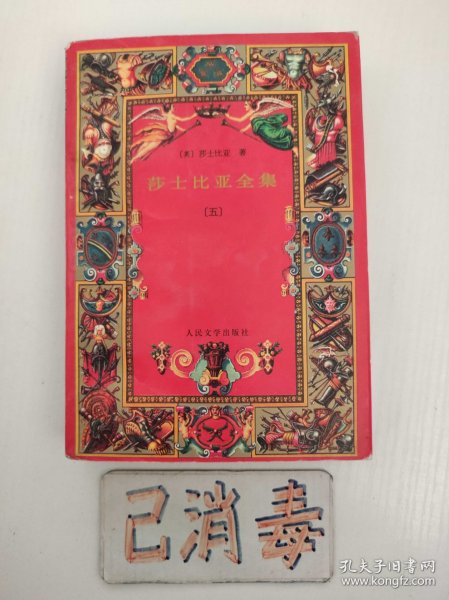 〔英〕莎士比亚 著
莎士比亚全集
〔五〕
人民文学出版社
已消毒
孔夫子旧书网
www.kongfz.com